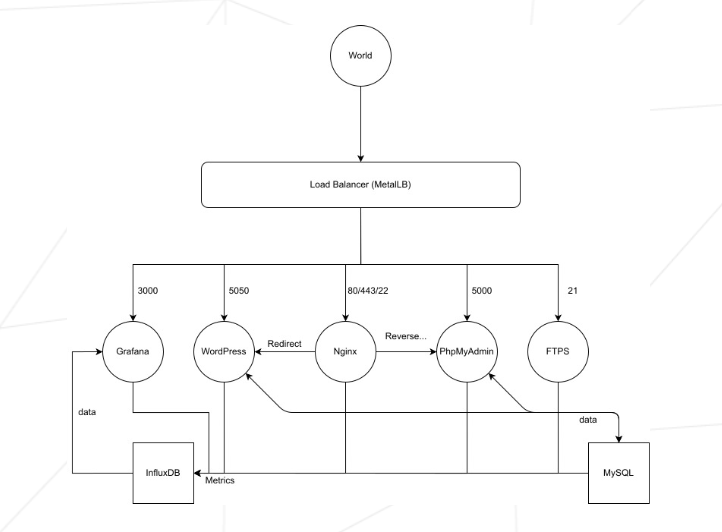 World
Load Balancer (MetalLB)
3000
5050
80/443/22
5000
21
Grafana
WordPress
Redirect
Nginx
Reverse...
PhpMyAdmin
FTPS
data
data
InfluxDB
Metrics
MySQL